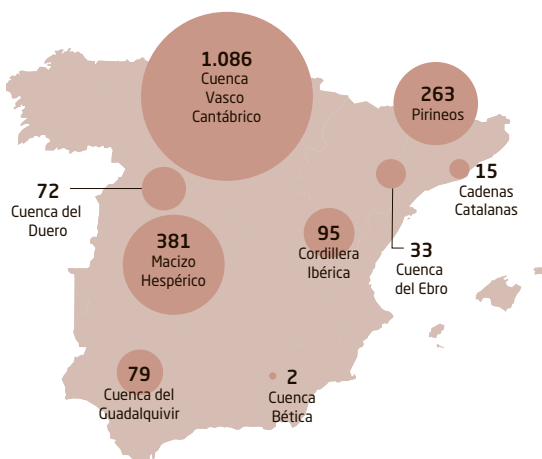 1.086
Cuenca
Vasco
Cantábrico
263
Pirineos
15
Cadenas
Catalanas
72
Cuenca del
Duero
381
Macizo
Hespérico
95
Cordillera
Ibérica
33
Cuenca
del Ebro
79
Cuenca del
Guadalquivir
2
Cuenca
Bética